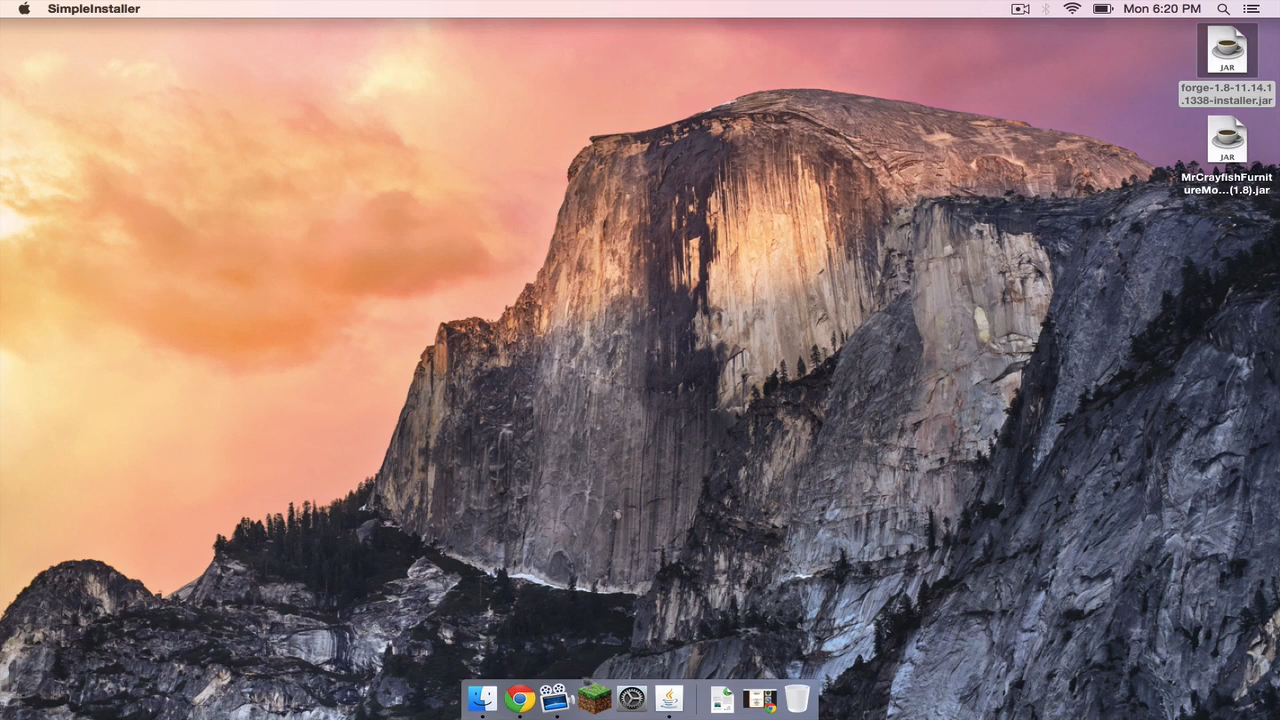 SimpleInstaller
Mon 6:20 PM
JAR
forge-1.8-11.14.1
.1338-installer.jar
JAR
MrCrayfishFurnit
ureMo...(1.8).jar